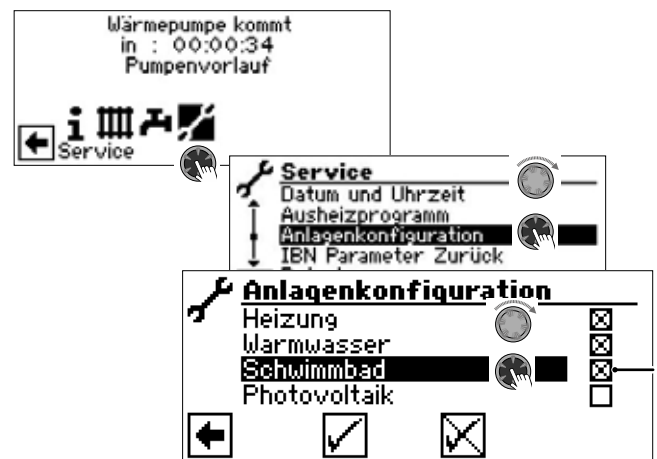 Wärmepumpe kommt
in : 00:00:34
Pumpenvorlauf
Service
Service
Datum und Uhrzeit
Ausheizprogramm
Anlagenkonfiguration
IBN Parameter Zurück
Anlagenkonfiguration
Heizung
Warmwasser
Schwimmbad
Photovoltaik